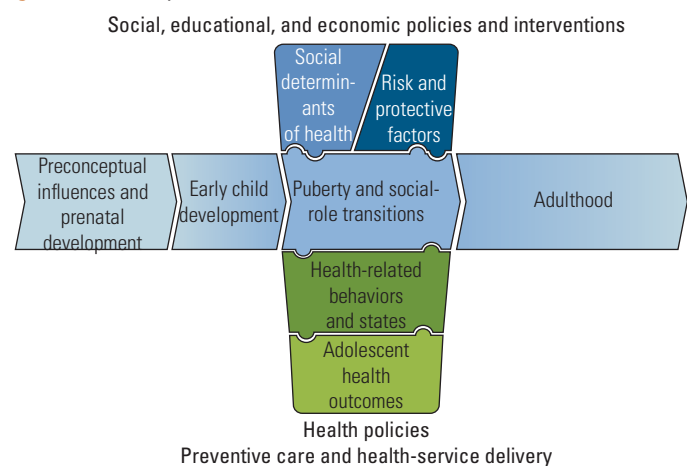 Social, educational, and economic policies and interventions
Social
determin-
ants
of health
Risk and
protective
factors
Preconceptual
influences and
prenatal
development
Early child
development
Puberty and social-
role transitions
Adulthood
Health-related
behaviors
and states
Adolescent
health
outcomes
Health policies
Preventive care and health-service delivery